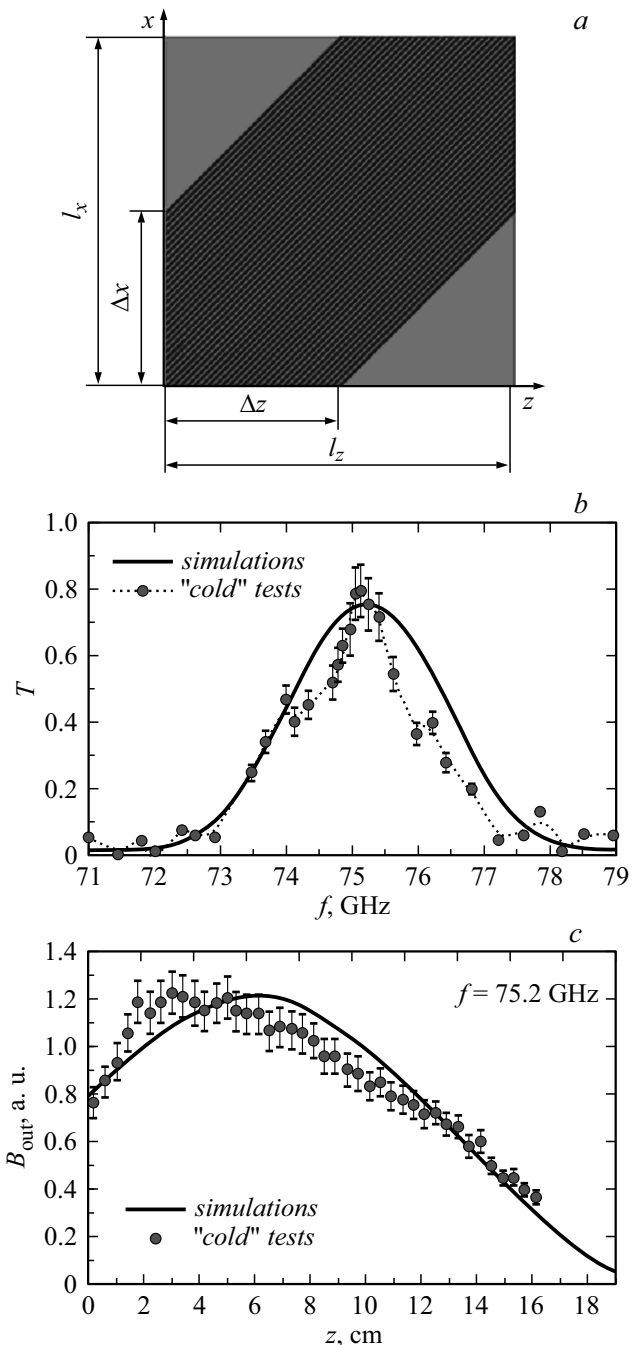 a
x
l_x
Δx
Δz
z
l_z
b
1.0
0.8
0.6
0.4
0.2
0
T
simulations
"cold" tests
71 72 73 74 75 76 77 78 79
f, GHz
c
1.4
1.2
1.0
0.8
0.6
0.4
0.2
0
B_out, a. u.
f = 75.2 GHz
simulations
"cold" tests
0 2 4 6 8 10 12 14 16 18
z, cm